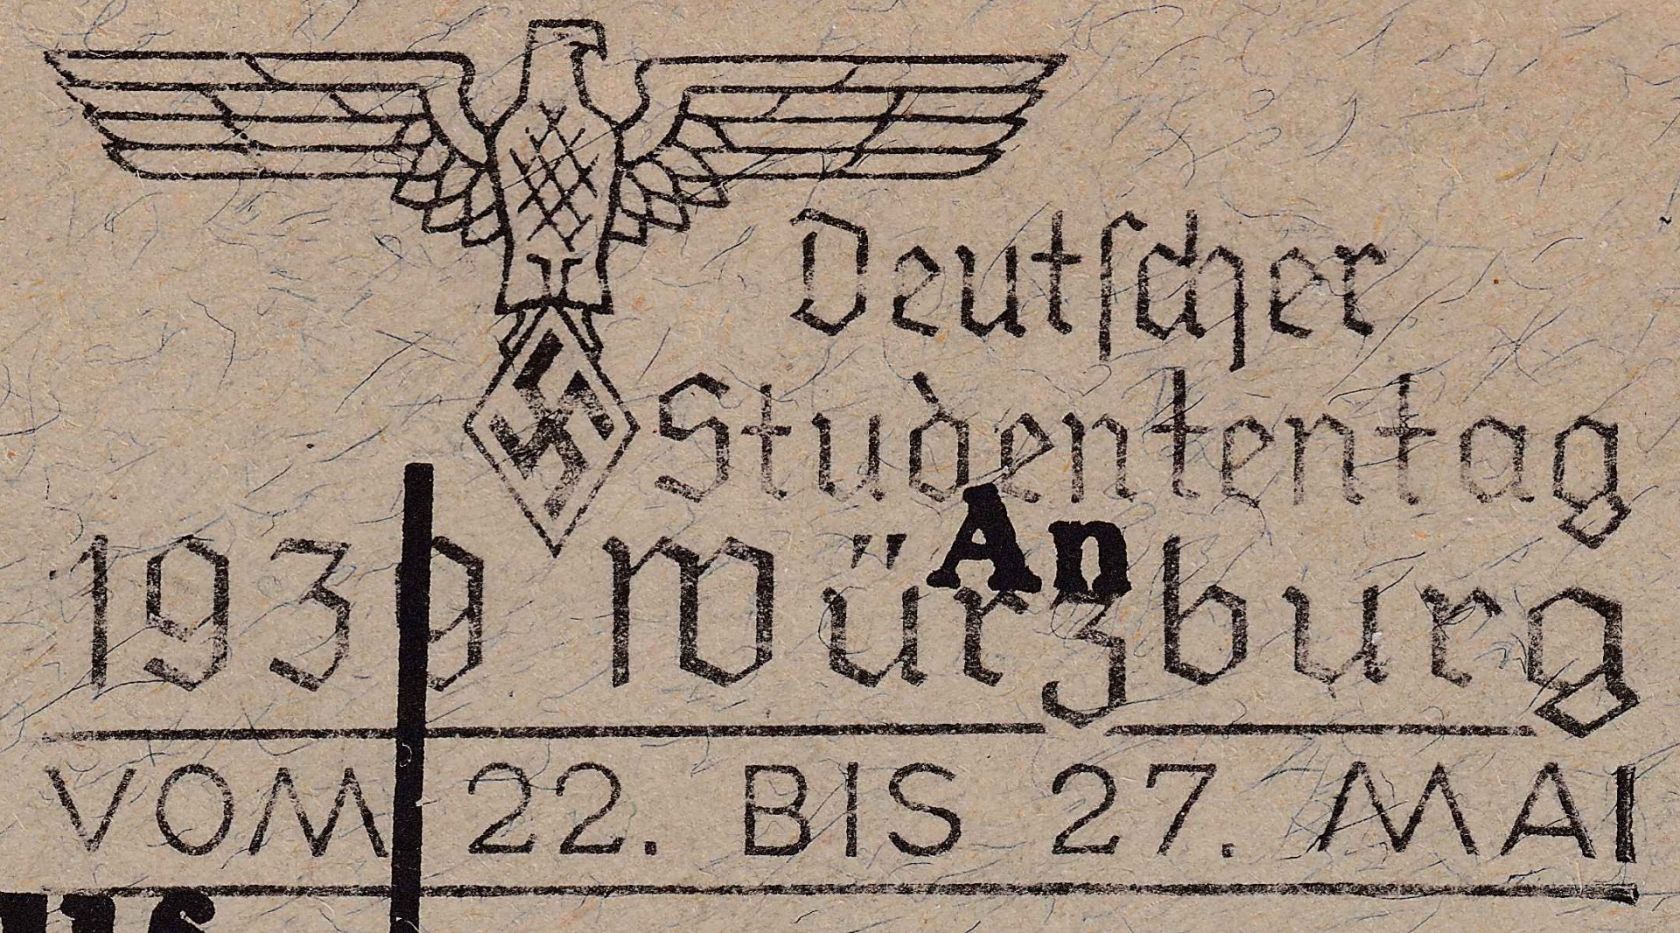 Deutſcher
Studententag
1939 Würzburg
An
VOM 22. BIS 27. MAI